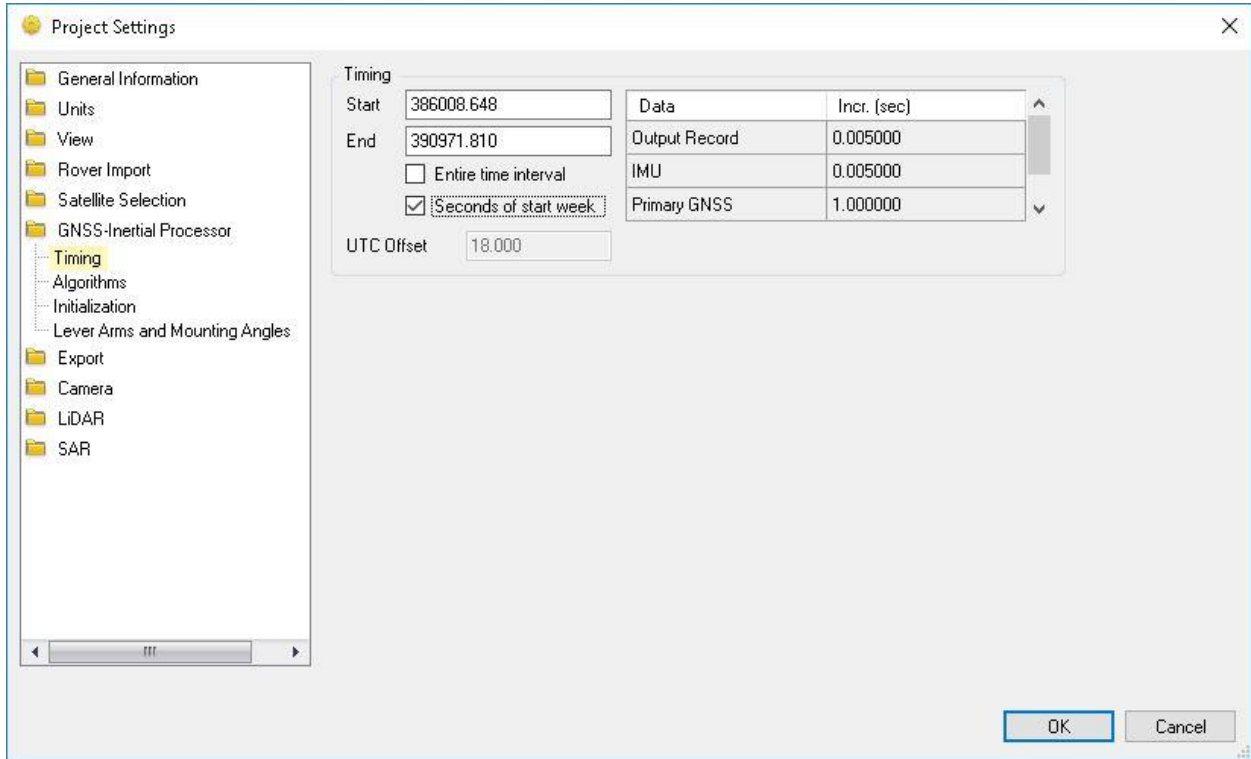 Project Settings
General Information
Units
View
Rover Import
Satellite Selection
GNSS-Inertial Processor
Timing
Algorithms
Initialization
Lever Arms and Mounting Angles
Export
Camera
LiDAR
SAR
Timing
Start 386008.648
End 390971.810
Entire time interval
Seconds of start week
UTC Offset 18.000
Data Incr. (sec)
Output Record 0.005000
IMU 0.005000
Primary GNSS 1.000000
OK Cancel